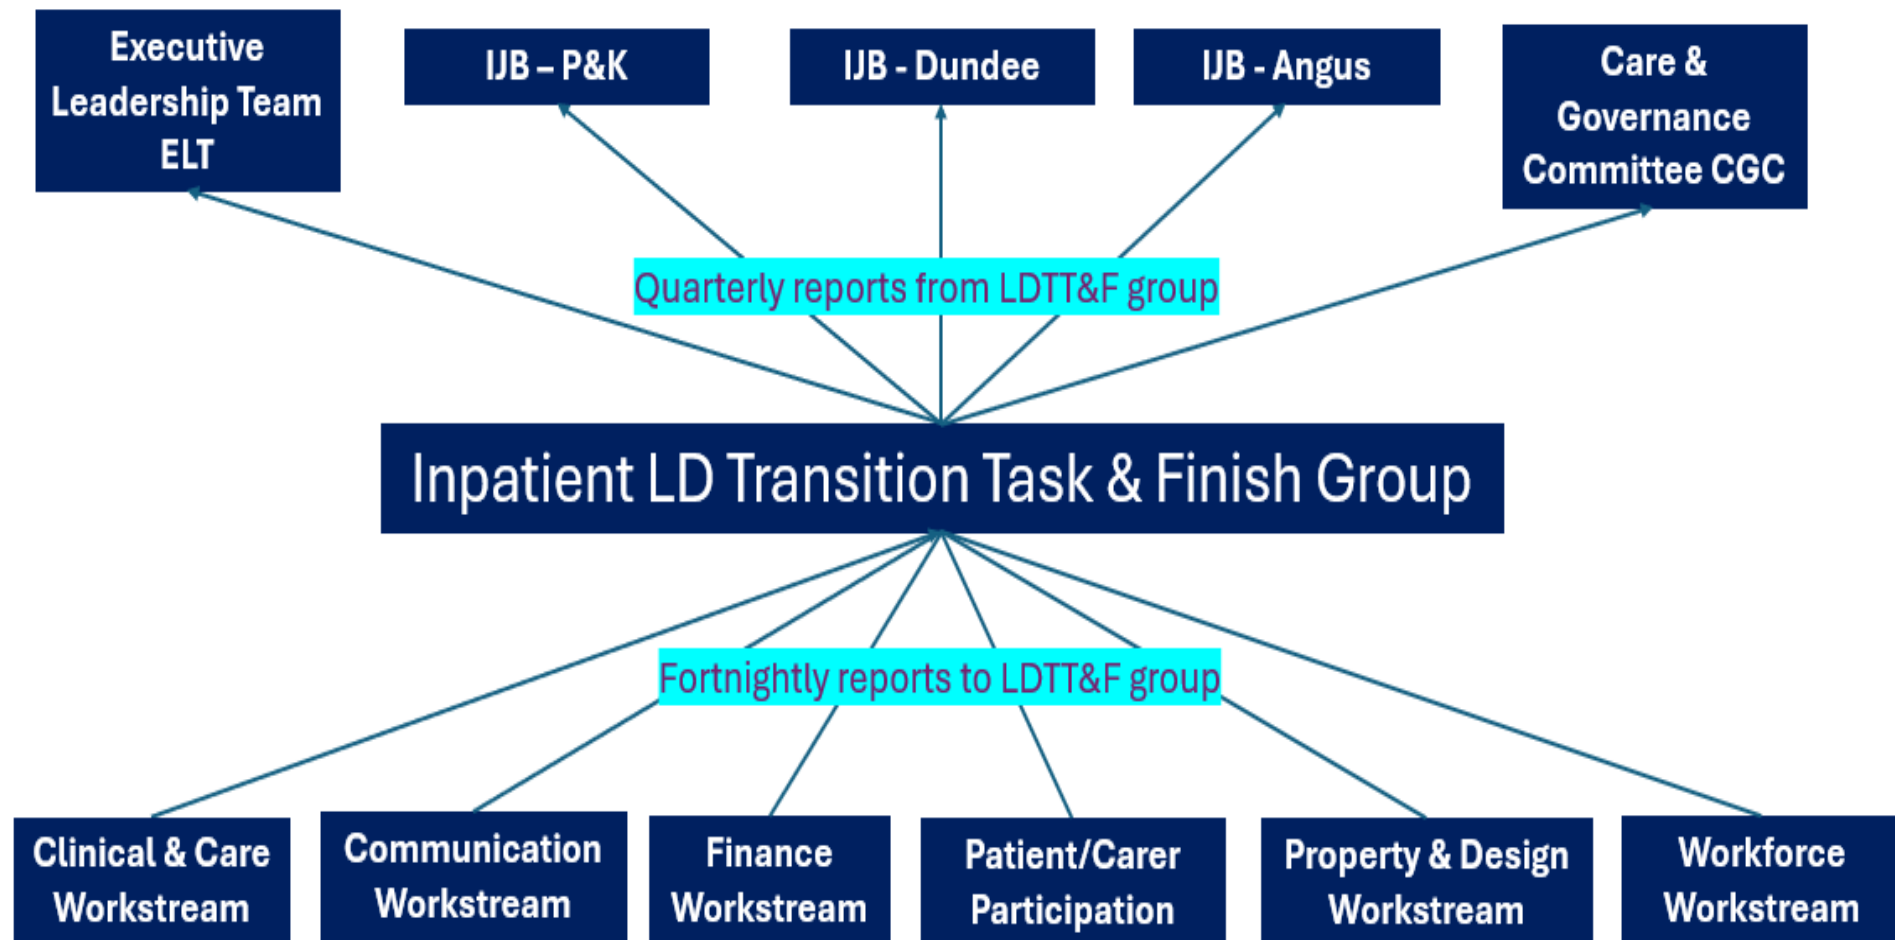 Executive
Leadership Team
ELT
IJB – P&K
IJB - Dundee
IJB - Angus
Care &
Governance
Committee CGC
Quarterly reports from LDTT&F group
Inpatient LD Transition Task & Finish Group
Fortnightly reports to LDTT&F group
Clinical & Care
Workstream
Communication
Workstream
Finance
Workstream
Patient/Carer
Participation
Property & Design
Workstream
Workforce
Workstream